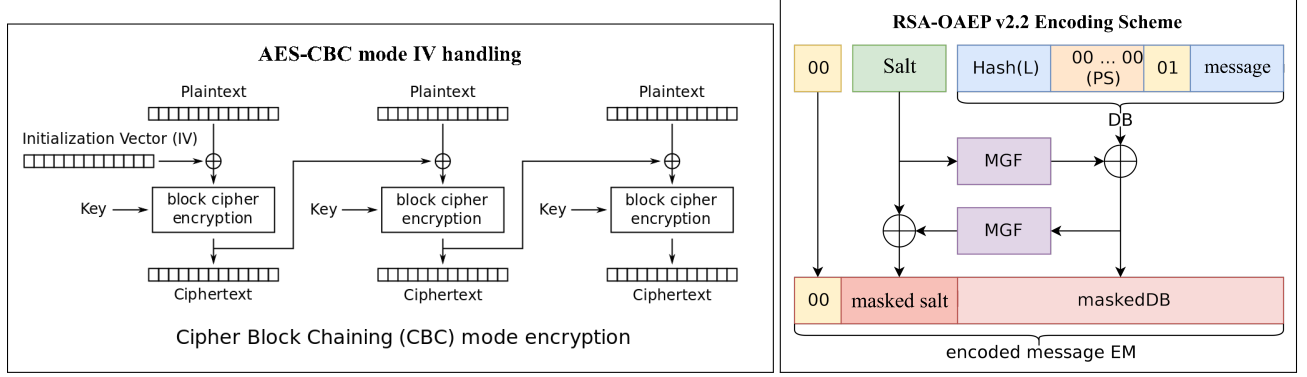 AES-CBC mode IV handling
Plaintext
Plaintext
Plaintext
Initialization Vector (IV)
Key
block cipher
encryption
Key
block cipher
encryption
Key
block cipher
encryption
Ciphertext
Ciphertext
Ciphertext
Cipher Block Chaining (CBC) mode encryption
RSA-OAEP v2.2 Encoding Scheme
00
Salt
Hash(L)
00 ... 00
(PS)
01
message
DB
MGF
MGF
00
masked salt
maskedDB
encoded message EM